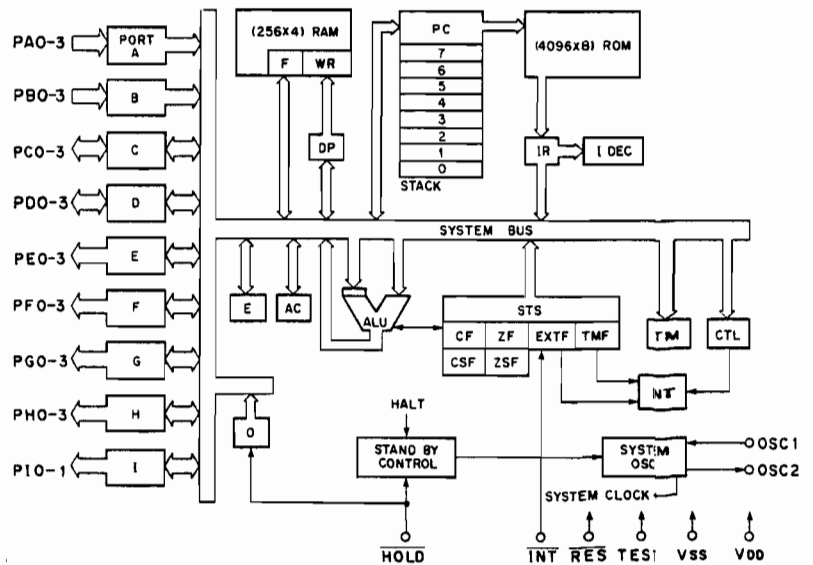 PA0-3
PORT A
PB0-3
B
PC0-3
C
PD0-3
D
PE0-3
E
PF0-3
F
PG0-3
G
PH0-3
H
PI0-1
I
(256X4) RAM
F WR
DP
PC
7
6
5
4
3
2
1
0
STACK
(4096X8) ROM
IR
I DEC
SYSTEM BUS
E
AC
ALU
STS
CF ZF EXTF TMF
CSF ZSF
TM
CTL
INT
0
HALT
STAND BY
CONTROL
SYSTEM
OSC
OSC1
OSC2
SYSTEM CLOCK
HOLD
INT
RES
TEST
VSS
VDD